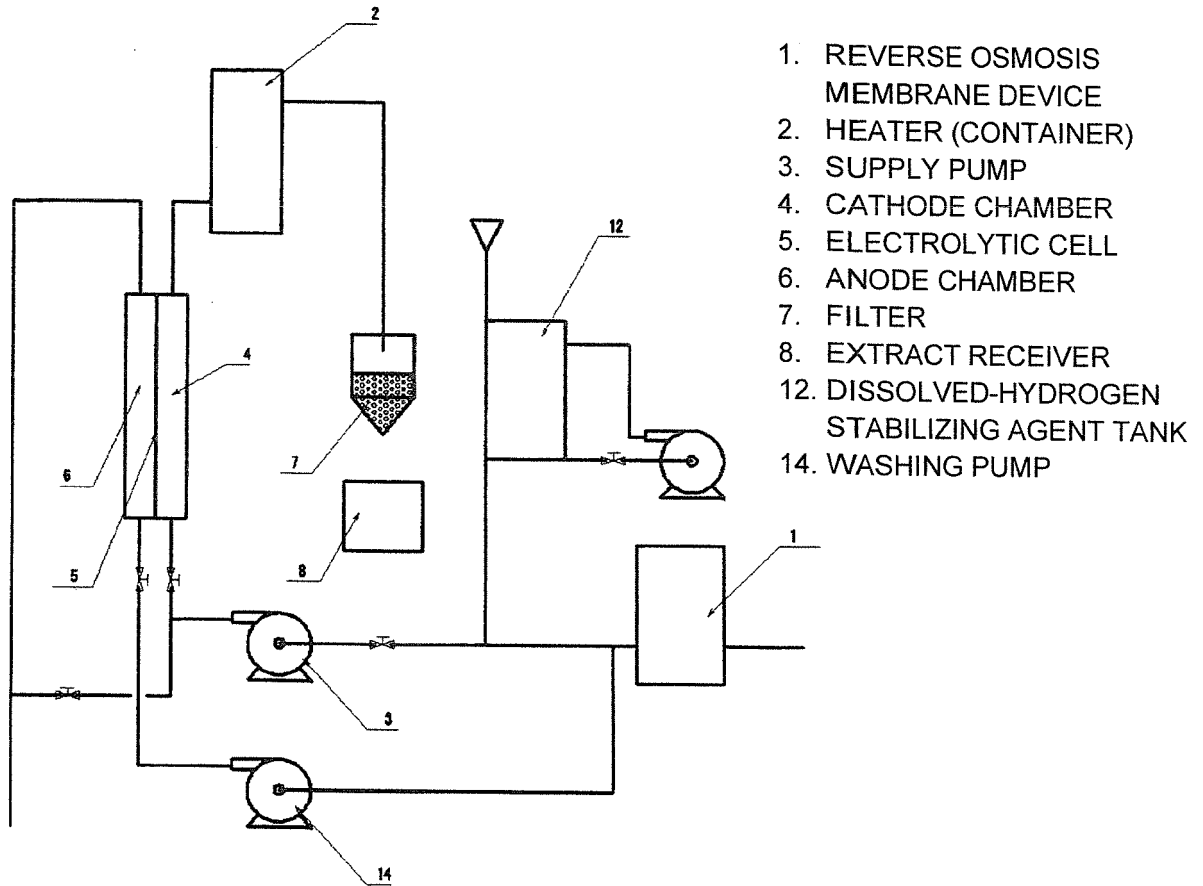 2
1. REVERSE OSMOSIS
MEMBRANE DEVICE
2. HEATER (CONTAINER)
3. SUPPLY PUMP
4. CATHODE CHAMBER
5. ELECTROLYTIC CELL
6. ANODE CHAMBER
7. FILTER
8. EXTRACT RECEIVER
12. DISSOLVED-HYDROGEN
STABILIZING AGENT TANK
14. WASHING PUMP
12
4
7
6
8
5
1
3
14